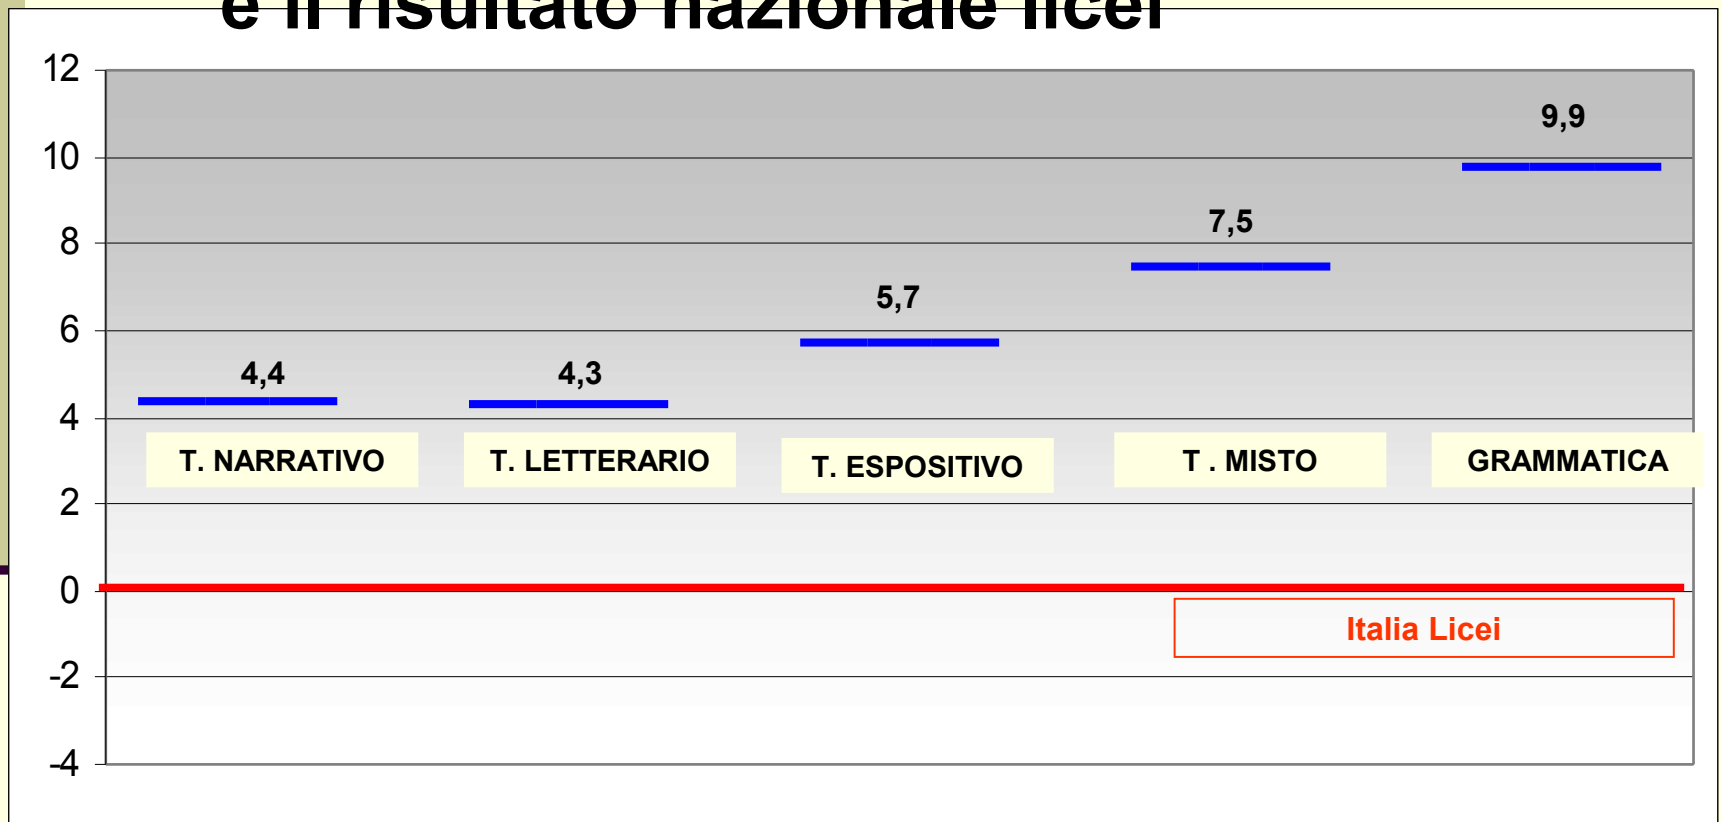 e il risultato nazionale licei
12
10
8
6
4
2
0
-2
-4
4,4
4,3
5,7
7,5
9,9
T. NARRATIVO
T. LETTERARIO
T. ESPOSITIVO
T . MISTO
GRAMMATICA
Italia Licei